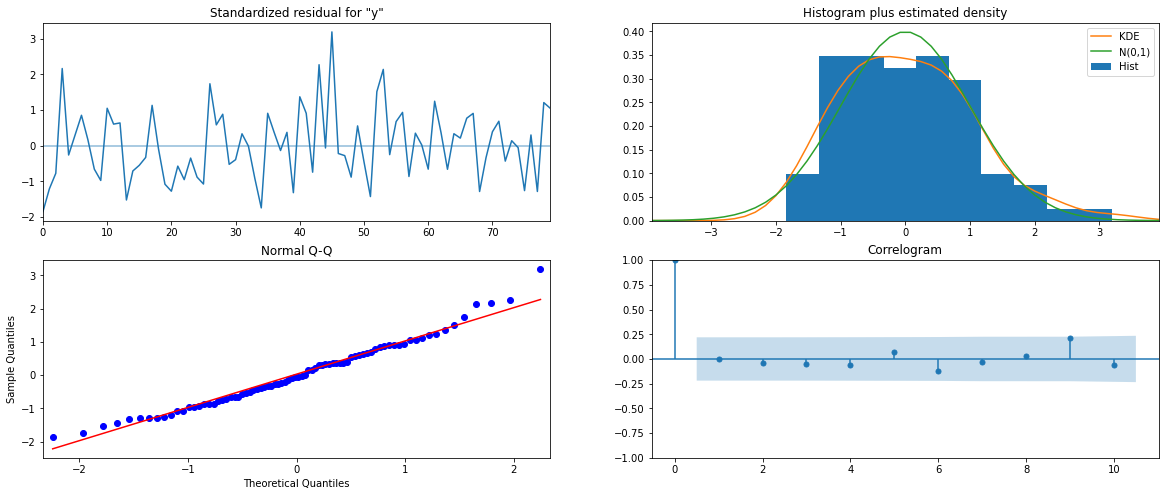 Standardized residual for "y"
3
2
1
0
−1
−2
0 10 20 30 40 50 60 70
Histogram plus estimated density
KDE
N(0,1)
Hist
0.40
0.35
0.30
0.25
0.20
0.15
0.10
0.05
0.00
−3 −2 −1 0 1 2 3
Normal Q-Q
Sample Quantiles
3
2
1
0
−1
−2
−2 −1 0 1 2
Theoretical Quantiles
Correlogram
1.00
0.75
0.50
0.25
0.00
−0.25
−0.50
−0.75
−1.00
0 2 4 6 8 10